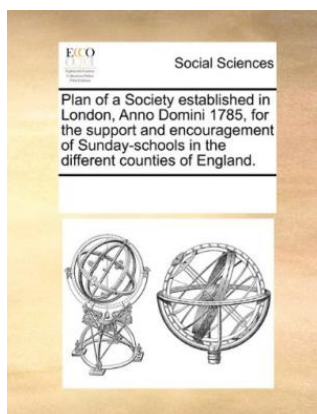 ECCO
Social Sciences
Plan of a Society established in
London, Anno Domini 1785, for
the support and encouragement
of Sunday-schools in the
different counties of England.